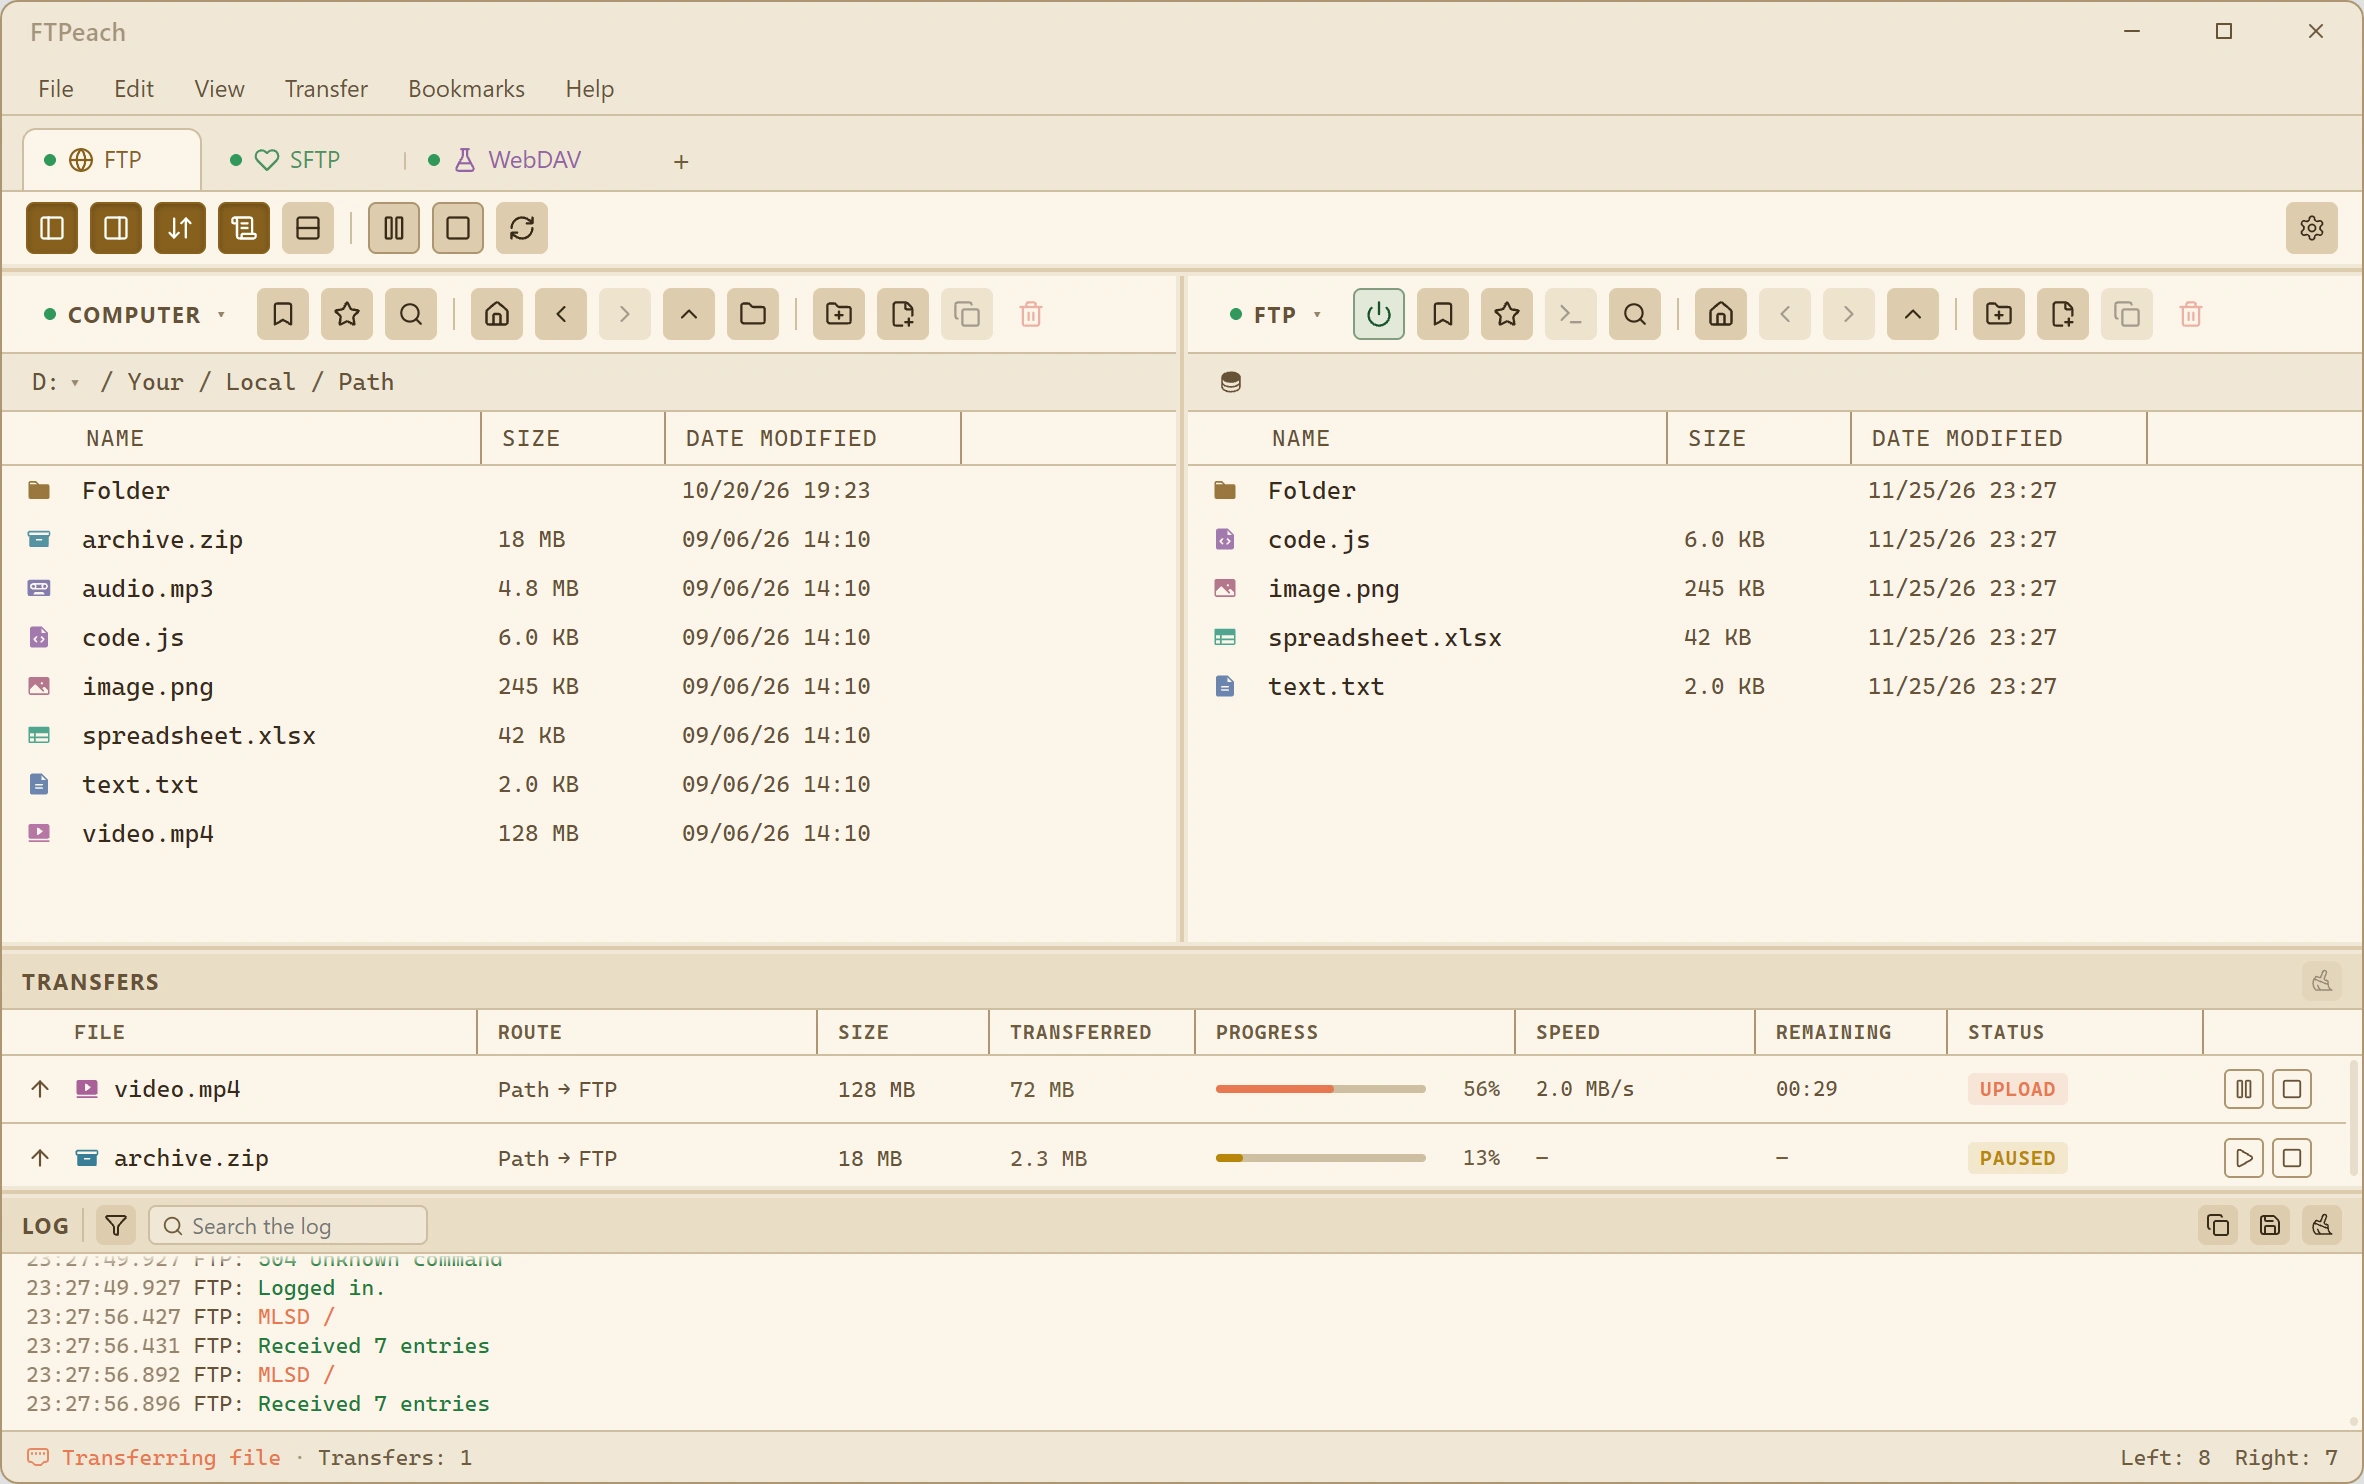 FTPeach
File Edit View Transfer Bookmarks Help
FTP SFTP WebDAV +
COMPUTER
FTP
D: / Your / Local / Path
NAME SIZE DATE MODIFIED
Folder 10/20/26 19:23
archive.zip 18 MB 09/06/26 14:10
audio.mp3 4.8 MB 09/06/26 14:10
code.js 6.0 KB 09/06/26 14:10
image.png 245 KB 09/06/26 14:10
spreadsheet.xlsx 42 KB 09/06/26 14:10
text.txt 2.0 KB 09/06/26 14:10
video.mp4 128 MB 09/06/26 14:10
NAME SIZE DATE MODIFIED
Folder 11/25/26 23:27
code.js 6.0 KB 11/25/26 23:27
image.png 245 KB 11/25/26 23:27
spreadsheet.xlsx 42 KB 11/25/26 23:27
text.txt 2.0 KB 11/25/26 23:27
TRANSFERS
FILE ROUTE SIZE TRANSFERRED PROGRESS SPEED REMAINING STATUS
video.mp4 Path → FTP 128 MB 72 MB 56% 2.0 MB/s 00:29 UPLOAD
archive.zip Path → FTP 18 MB 2.3 MB 13% — — PAUSED
LOG Search the log
23:27:49.927 FTP: 504 Unknown command
23:27:49.927 FTP: Logged in.
23:27:56.427 FTP: MLSD /
23:27:56.431 FTP: Received 7 entries
23:27:56.892 FTP: MLSD /
23:27:56.896 FTP: Received 7 entries
Transferring file · Transfers: 1
Left: 8 Right: 7